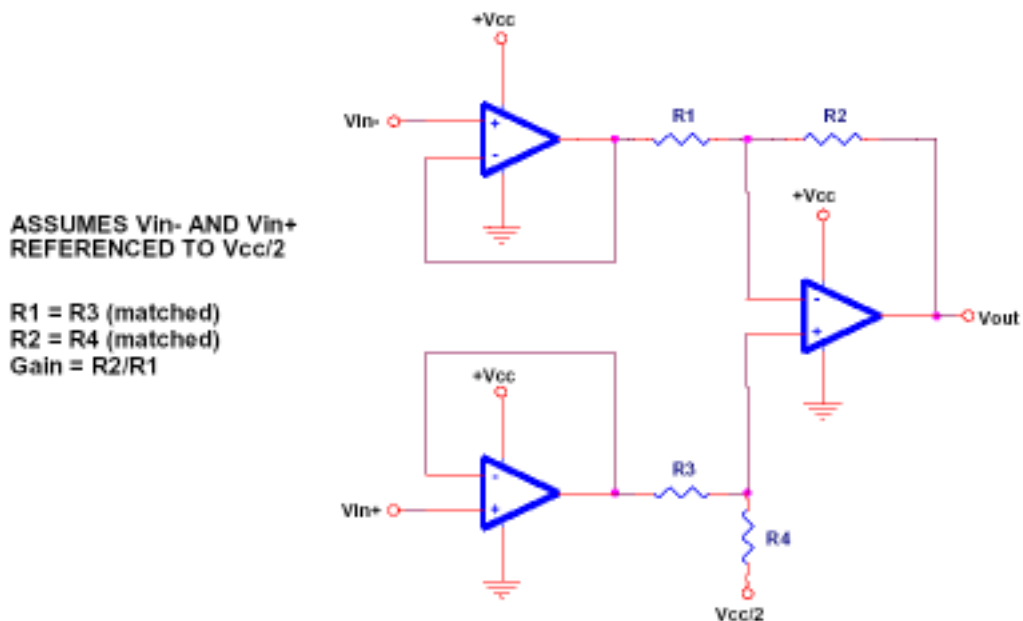 +Vcc
Vin-
+
-
R1
R2
+Vcc
ASSUMES Vin- AND Vin+
REFERENCED TO Vcc/2
R1 = R3 (matched)
R2 = R4 (matched)
Gain = R2/R1
-
+
Vout
+Vcc
-
+
Vin+
R3
R4
Vcc/2